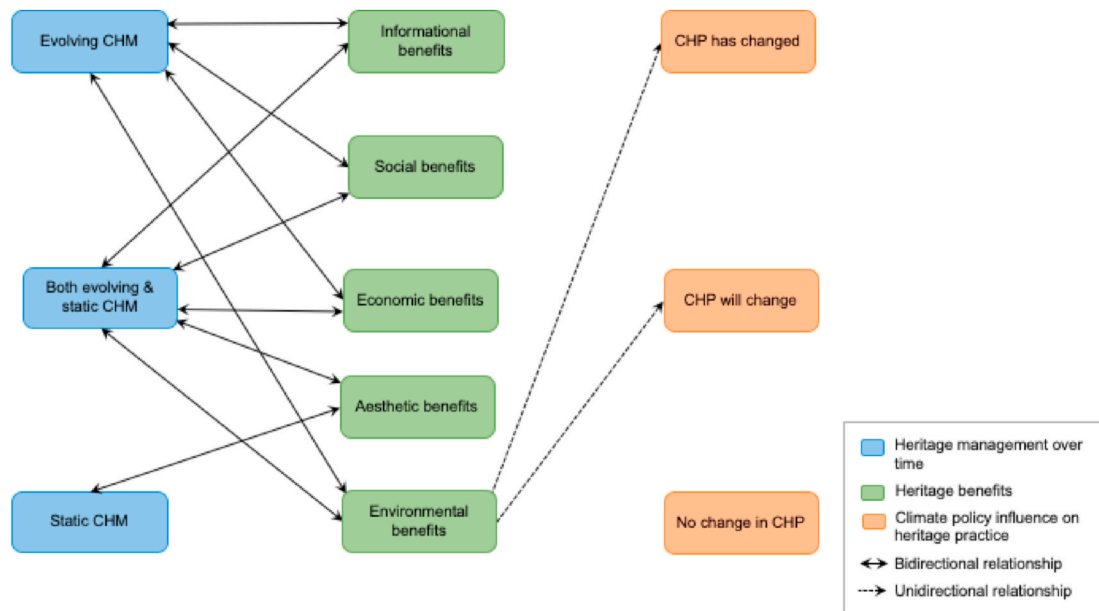 Evolving CHM
Informational
benefits
CHP has changed
Social benefits
Both evolving &
static CHM
Economic benefits
CHP will change
Aesthetic benefits
Static CHM
Environmental
benefits
No change in CHP
Heritage management over
time
Heritage benefits
Climate policy influence on
heritage practice
Bidirectional relationship
Unidirectional relationship